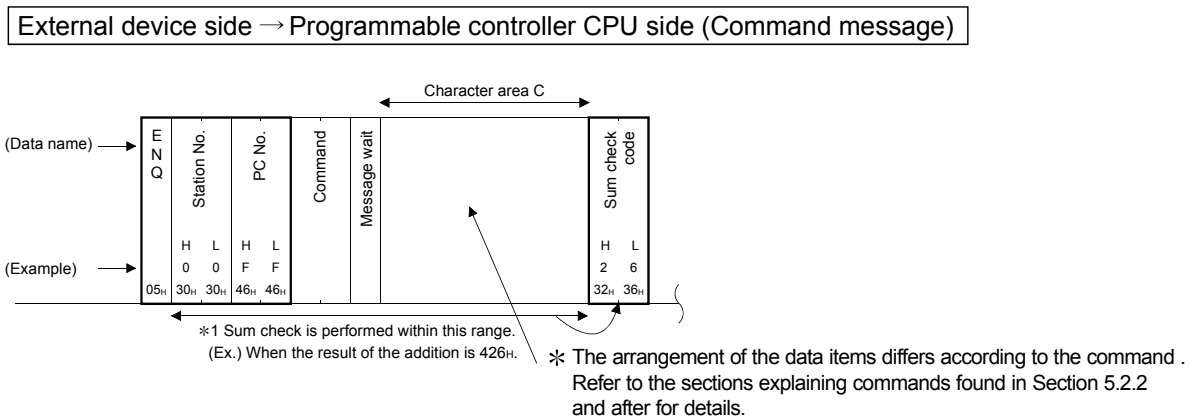 External device side → Programmable controller CPU side (Command message)
Character area C
(Data name)
E
N
Q
Station No.
PC No.
Command
Message wait
Sum check
code
H L H L H L
(Example)
0 0 F F 2 6
05H 30H 30H 46H 46H 32H 36H
*1 Sum check is performed within this range.
(Ex.) When the result of the addition is 426H.
* The arrangement of the data items differs according to the command .
Refer to the sections explaining commands found in Section 5.2.2
and after for details.